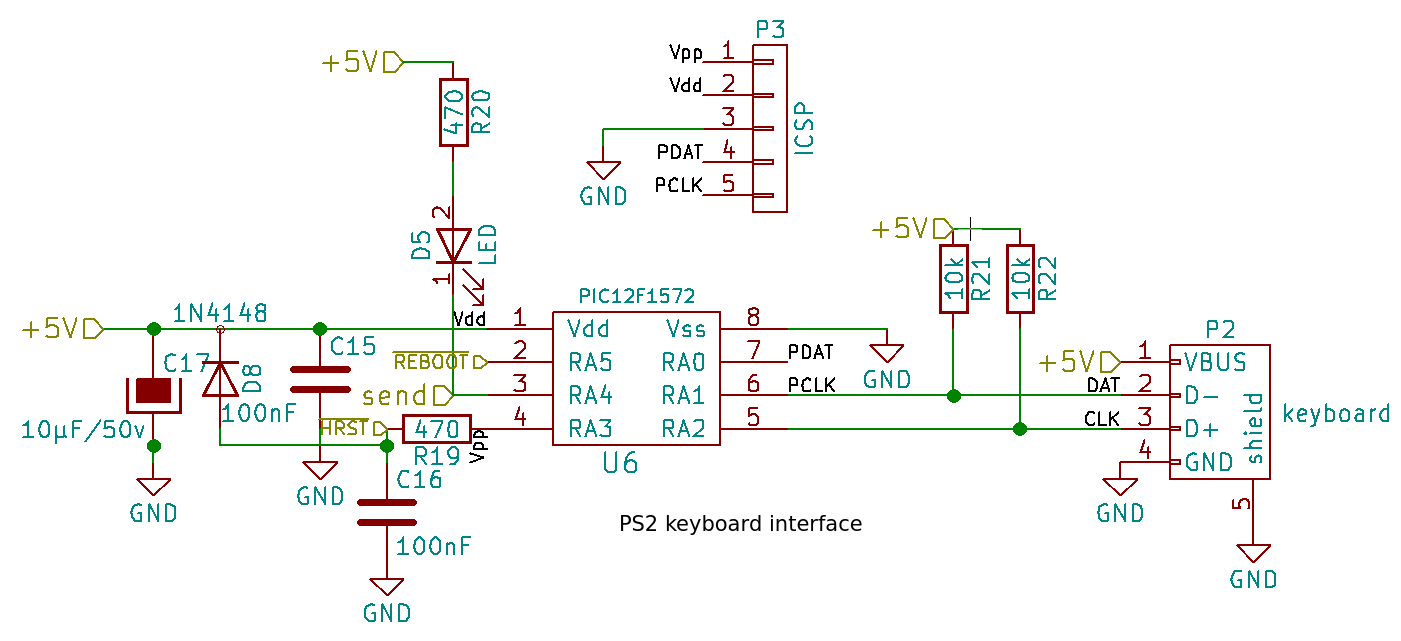 P3
Vpp 1
Vdd 2
3
PDAT 4
PCLK 5
ICSP
GND
+5V
470
R20
2
D5
LED
1
+5V
10k
R21
10k
R22
+5V
1N4148
C17
10µF/50v
GND
D8
C15
100nF
GND
HRST
470
R19
Vpp
C16
100nF
GND
REBOOT
send
PIC12F1572
Vdd 1 Vdd Vss 8
2 RA5 RA0 7 PDAT
3 RA4 RA1 6 PCLK
4 RA3 RA2 5
U6
GND
P2
+5V 1 VBUS
DAT 2 D-
CLK 3 D+
4 GND
shield
keyboard
GND
5
GND
PS2 keyboard interface